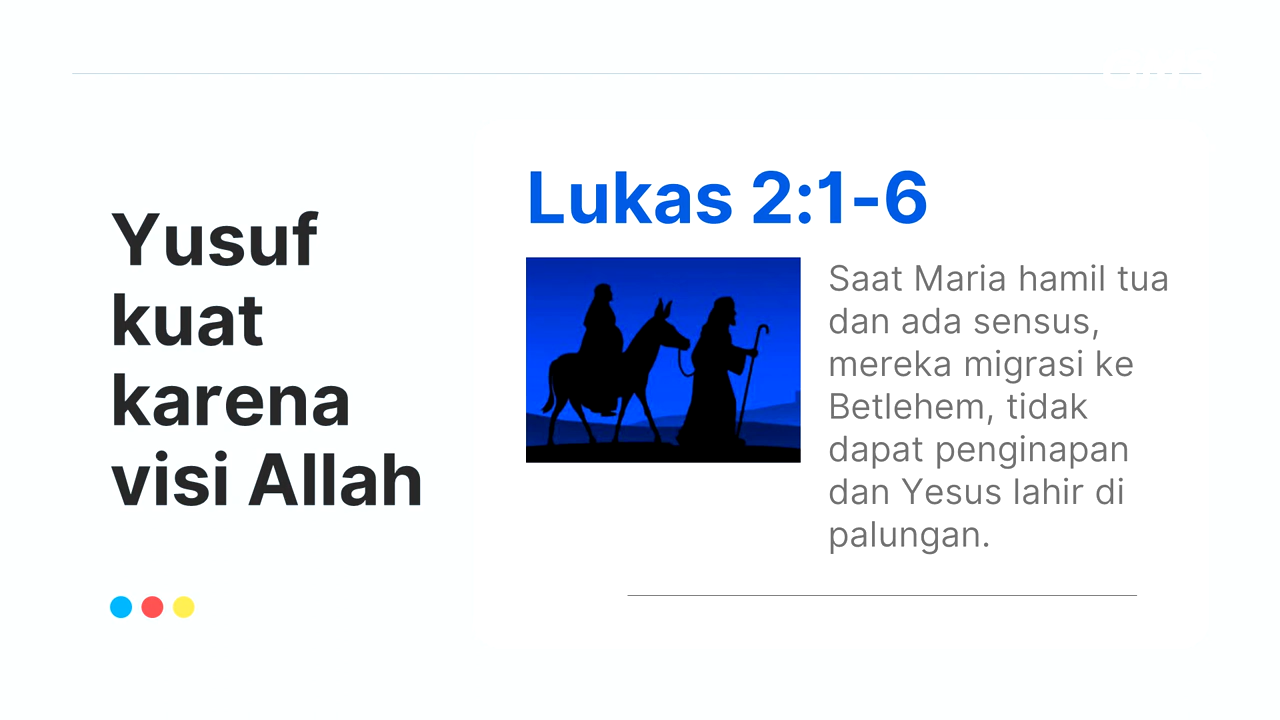 Yusuf
kuat
karena
visi Allah
Lukas 2:1-6
Saat Maria hamil tua
dan ada sensus,
mereka migrasi ke
Betlehem, tidak
dapat penginapan
dan Yesus lahir di
palungan.